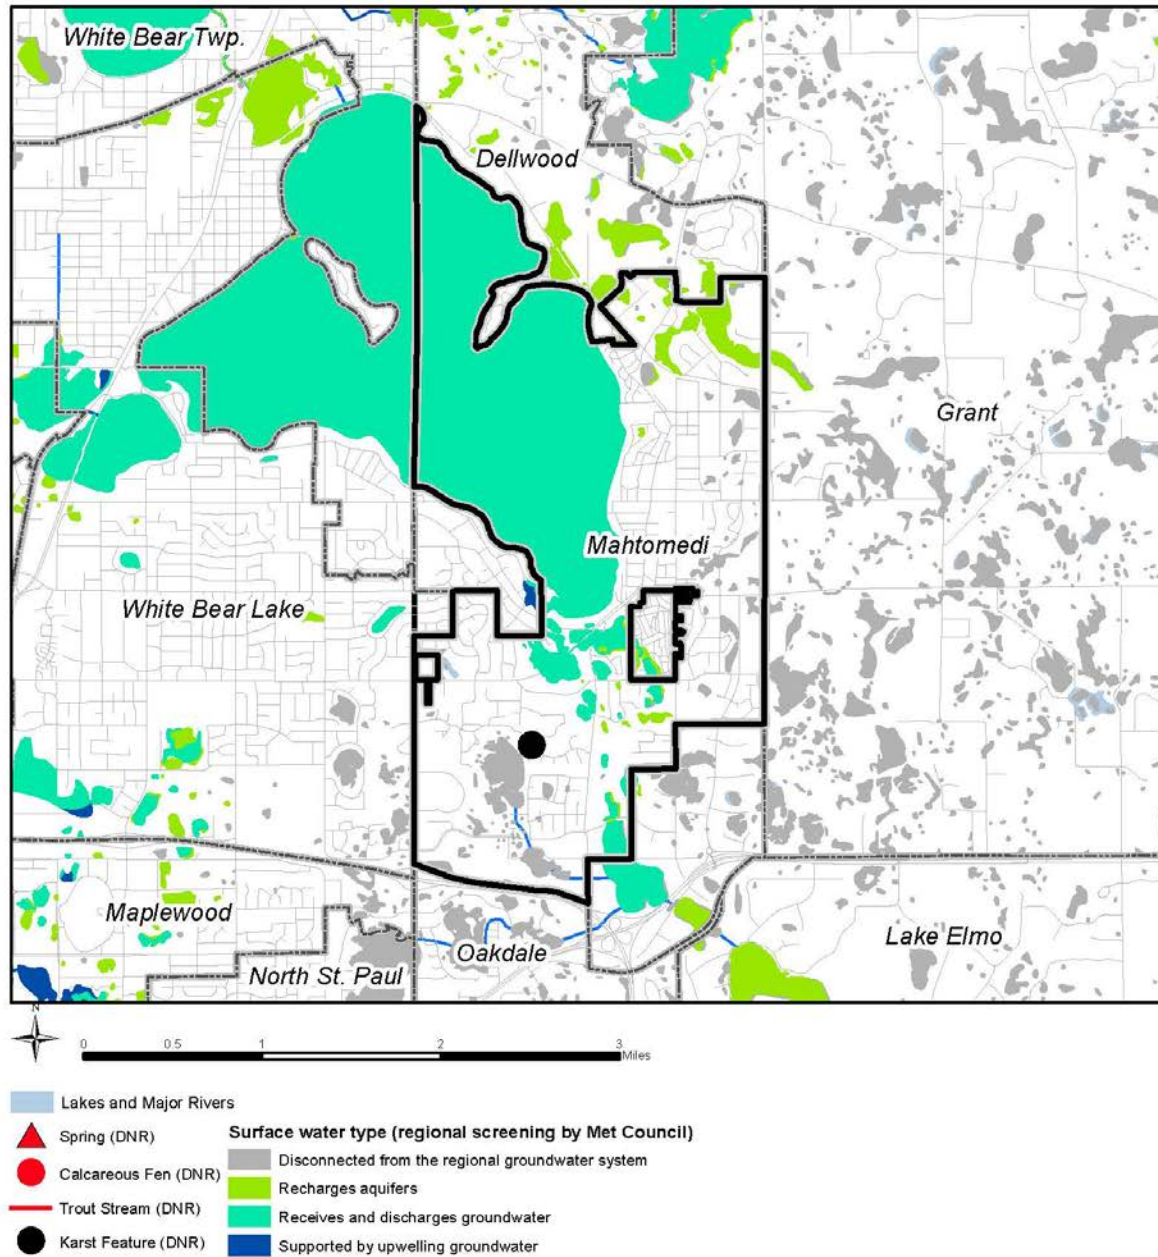 White Bear Twp.
Dellwood
Grant
Mahtomedi
White Bear Lake
Maplewood
Lake Elmo
Oakdale
North St. Paul
N
0 0.5 1 2 3
Miles
Lakes and Major Rivers
Spring (DNR)
Calcareous Fen (DNR)
Trout Stream (DNR)
Karst Feature (DNR)
Surface water type (regional screening by Met Council)
Disconnected from the regional groundwater system
Recharges aquifers
Receives and discharges groundwater
Supported by upwelling groundwater